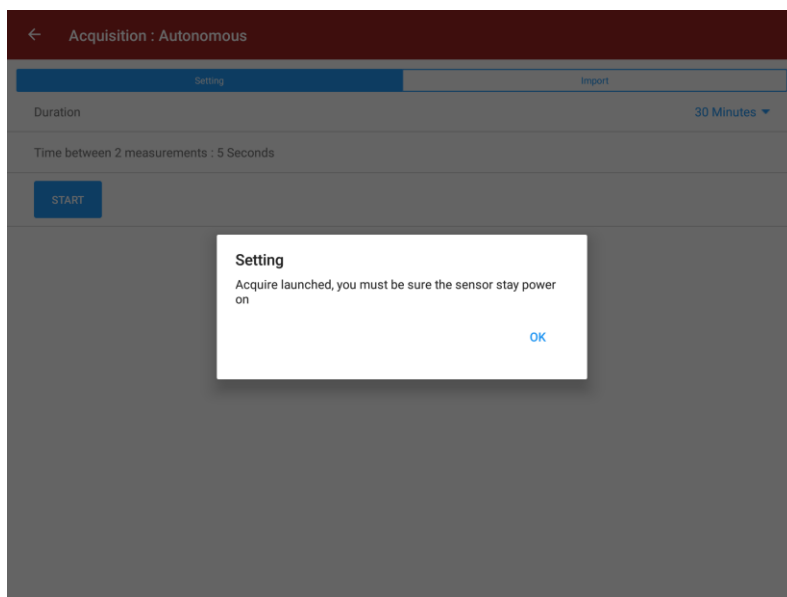 Acquisition : Autonomous
Setting
Import
Duration
30 Minutes
Time between 2 measurements : 5 Seconds
START
Setting
Acquire launched, you must be sure the sensor stay power
on
OK